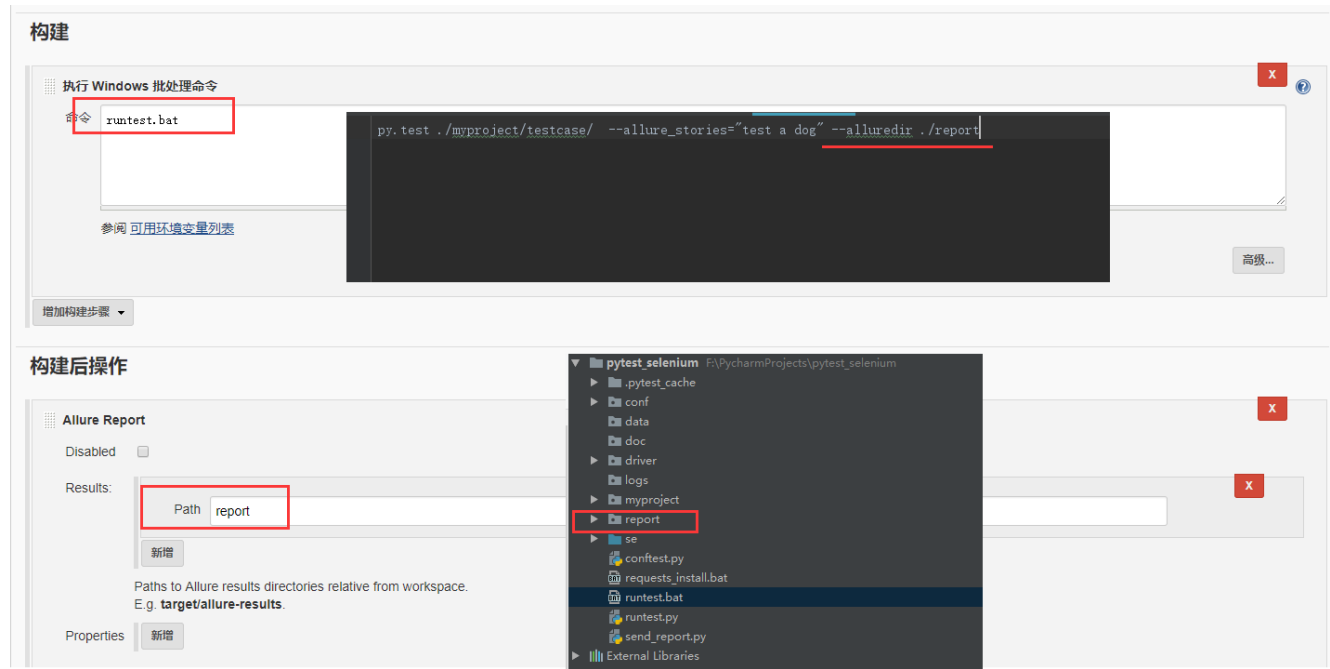 构建
执行 Windows 批处理命令
X
命令
runtest.bat
py.test ./myproject/testcase/ --allure_stories="test a dog" --alluredir ./report
参阅 可用环境变量列表
高级...
增加构建步骤
构建后操作
Allure Report
X
Disabled
Results:
X
Path
report
新增
Paths to Allure results directories relative from workspace.
E.g. target/allure-results.
Properties
新增
pytest_selenium F:\PycharmProjects\pytest_selenium
.pytest_cache
conf
data
doc
driver
logs
myproject
report
se
conftest.py
requests_install.bat
runtest.bat
runtest.py
send_report.py
External Libraries